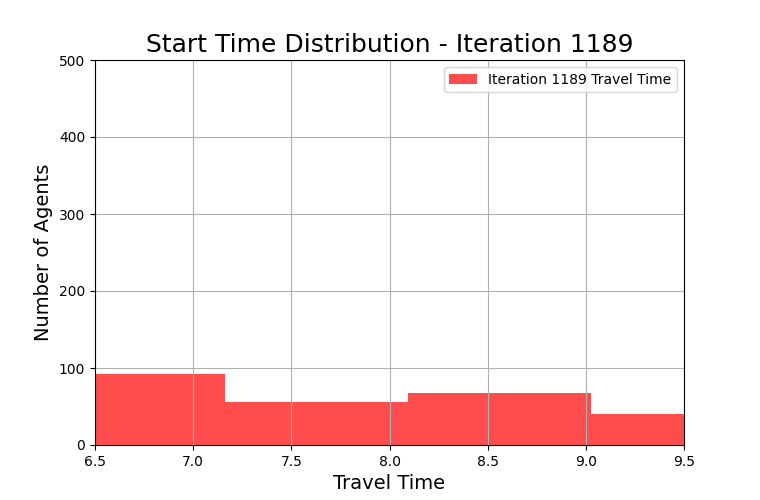 Start Time Distribution - Iteration 1189
Iteration 1189 Travel Time
Number of Agents
500
400
300
200
100
0
6.5 7.0 7.5 8.0 8.5 9.0 9.5
Travel Time